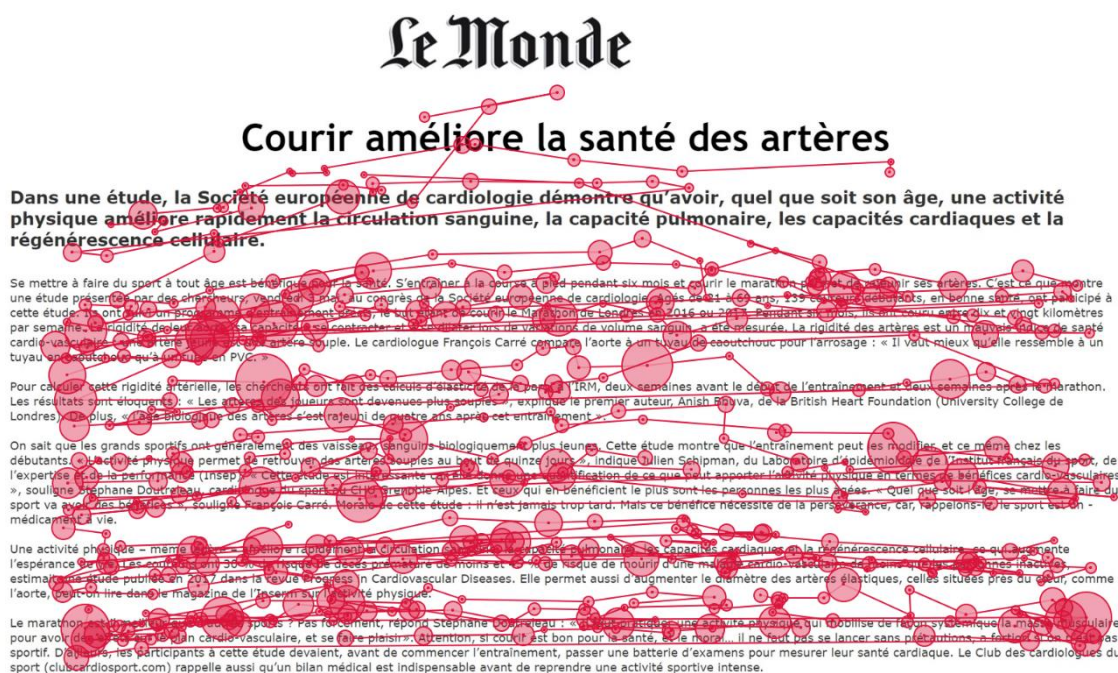 Le Monde
Courir améliore la santé des artères
Dans une étude, la Société européenne de cardiologie démontre qu'avoir, quel que soit son âge, une activité
physique améliore rapidement la circulation sanguine, la capacité pulmonaire, les capacités cardiaques et la
régénérescence cellulaire.
Se mettre à faire du sport à tout âge est bénéfique pour la santé. S'entraîner à la course à pied pendant six mois et courir le marathon permet de rajeunir ses artères. C'est ce que montre
une étude présentée par des chercheurs, vendredi 3 mai, au congrès de la Société européenne de cardiologie. Agés de 21 à 69 ans, 139 coureurs débutants, en bonne santé, ont participé à
cette étude. Ils ont suivi un programme d'entraînement précis, le but étant de courir le Marathon de Londres de 2016 ou 2017. Pendant six mois, ils ont couru entre dix et vingt kilomètres
par semaine. La rigidité de leur aorte, sa capacité à se contracter et à se dilater lors de variations de volume sanguin, a été mesurée. La rigidité des artères est un mauvais indice de santé
cardio-vasculaire artère artère souple. Le cardiologue François Carré compare l'aorte à un tuyau de caoutchouc pour l'arrosage : « Il vaut mieux qu'elle ressemble à un
tuyau en caoutchouc qu'à un tube en PVC. »
Pour calculer cette rigidité artérielle, les chercheurs ont fait des calculs d'élasticité de la paroi à l'IRM, deux semaines avant le début de l'entraînement et deux semaines après le marathon.
Les résultats sont éloquents : « Les artères des joueurs sont devenues plus souples », explique le premier auteur, Anish de la British Heart Foundation (University College de
Londres). De plus, « l'âge biologique des artères s'est rajeuni de quatre ans après cet entraînement ».
On sait que les grands sportifs ont généralement des vaisseaux sanguins biologiquement plus jeunes. Cette étude montre que l'entraînement peut les modifier, et ce même chez les
débutants. « L'activité physique permet de retrouver des artères souples au bout de quinze jours », indique Julien Schipman, du Laboratoire d'épidémiologie de l'Institut français du sport, de
l'expertise et de la performance (Insep). « Cette étude est intéressante car elle quantification de ce que peut apporter l'activité physique en termes de bénéfices cardio-vasculaires
», souligne Stéphane Doutreleau, cardiologue du sport au CHU Grenoble Alpes. Et ceux qui en bénéficient le plus sont les personnes les plus âgées. « Quel que soit l'âge, se mettre à faire du
sport va avoir des bénéfices », souligne François Carré. Morale de cette étude : il n'est jamais trop tard. Mais ce bénéfice nécessite de la persévérance, car, rappelons-le, le sport est un -
médicament à vie.
Une activité physique – même légère – améliore rapidement la circulation sanguine, la capacité pulmonaire, les capacités cardiaques et la régénérescence cellulaire, ce qui augmente
l'espérance de vie. Les coureurs ont 30 % risque de décès prématuré de moins et % de risque de mourir d'une maladie cardio-vasculaire de moins que les personnes inactives,
estimait une étude publiée en 2017 dans la revue Progress in Cardiovascular Diseases. Elle permet aussi d'augmenter le diamètre des artères élastiques, celles situées près du cœur, comme
l'aorte, peut-on lire dans le magazine de l'Inserm sur l'activité physique.
Le marathon est ? Pas forcément, répond Stéphane Doutreleau : « pratiquer une activité physique qui mobilise de façon systémique la masse musculaire
pour avoir des effets sur le plan cardio-vasculaire, et se faire plaisir ». Attention, si courir est bon pour la santé, et le moral... il ne faut pas se lancer sans précautions, a fortiori quand on n'est pas
sportif. D'ailleurs, les participants à cette étude devaient, avant de commencer l'entraînement, passer une batterie d'examens pour mesurer leur santé cardiaque. Le Club des cardiologues du
sport (clubcardiosport.com) rappelle aussi qu'un bilan médical est indispensable avant de reprendre une activité sportive intense.